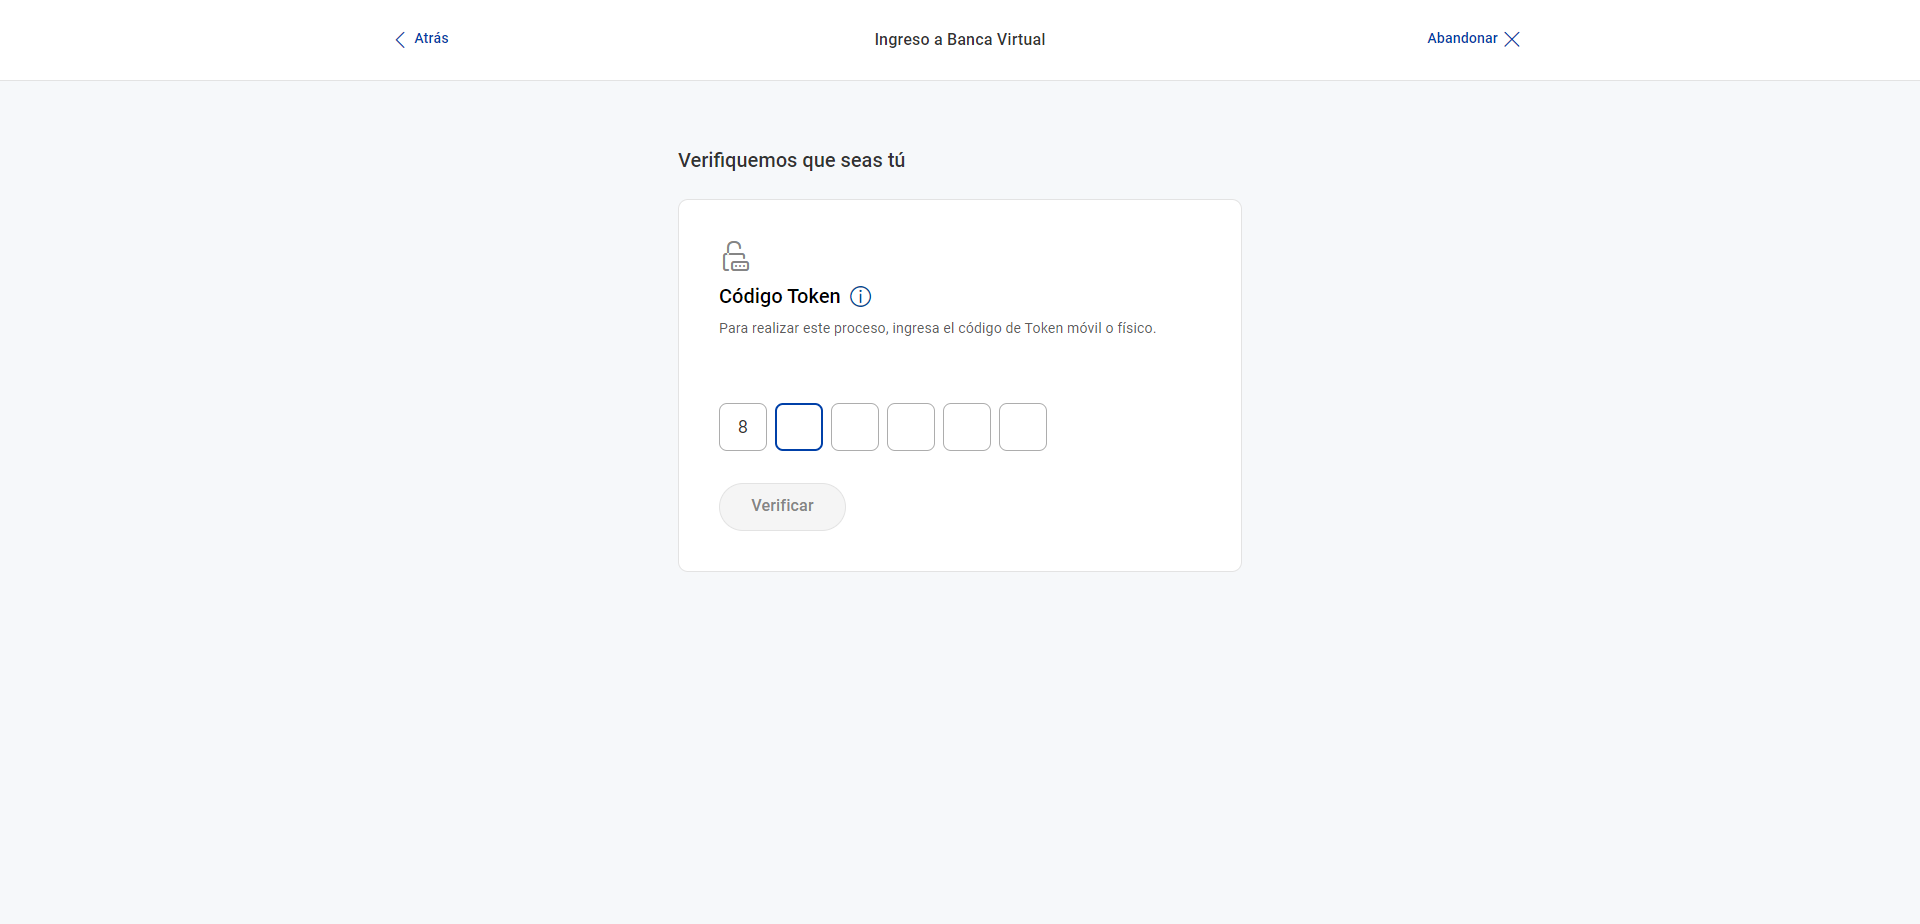 Atrás
Ingreso a Banca Virtual
Abandonar
Verifiquemos que seas tú
Código Token
Para realizar este proceso, ingresa el código de Token móvil o físico.
8
Verificar